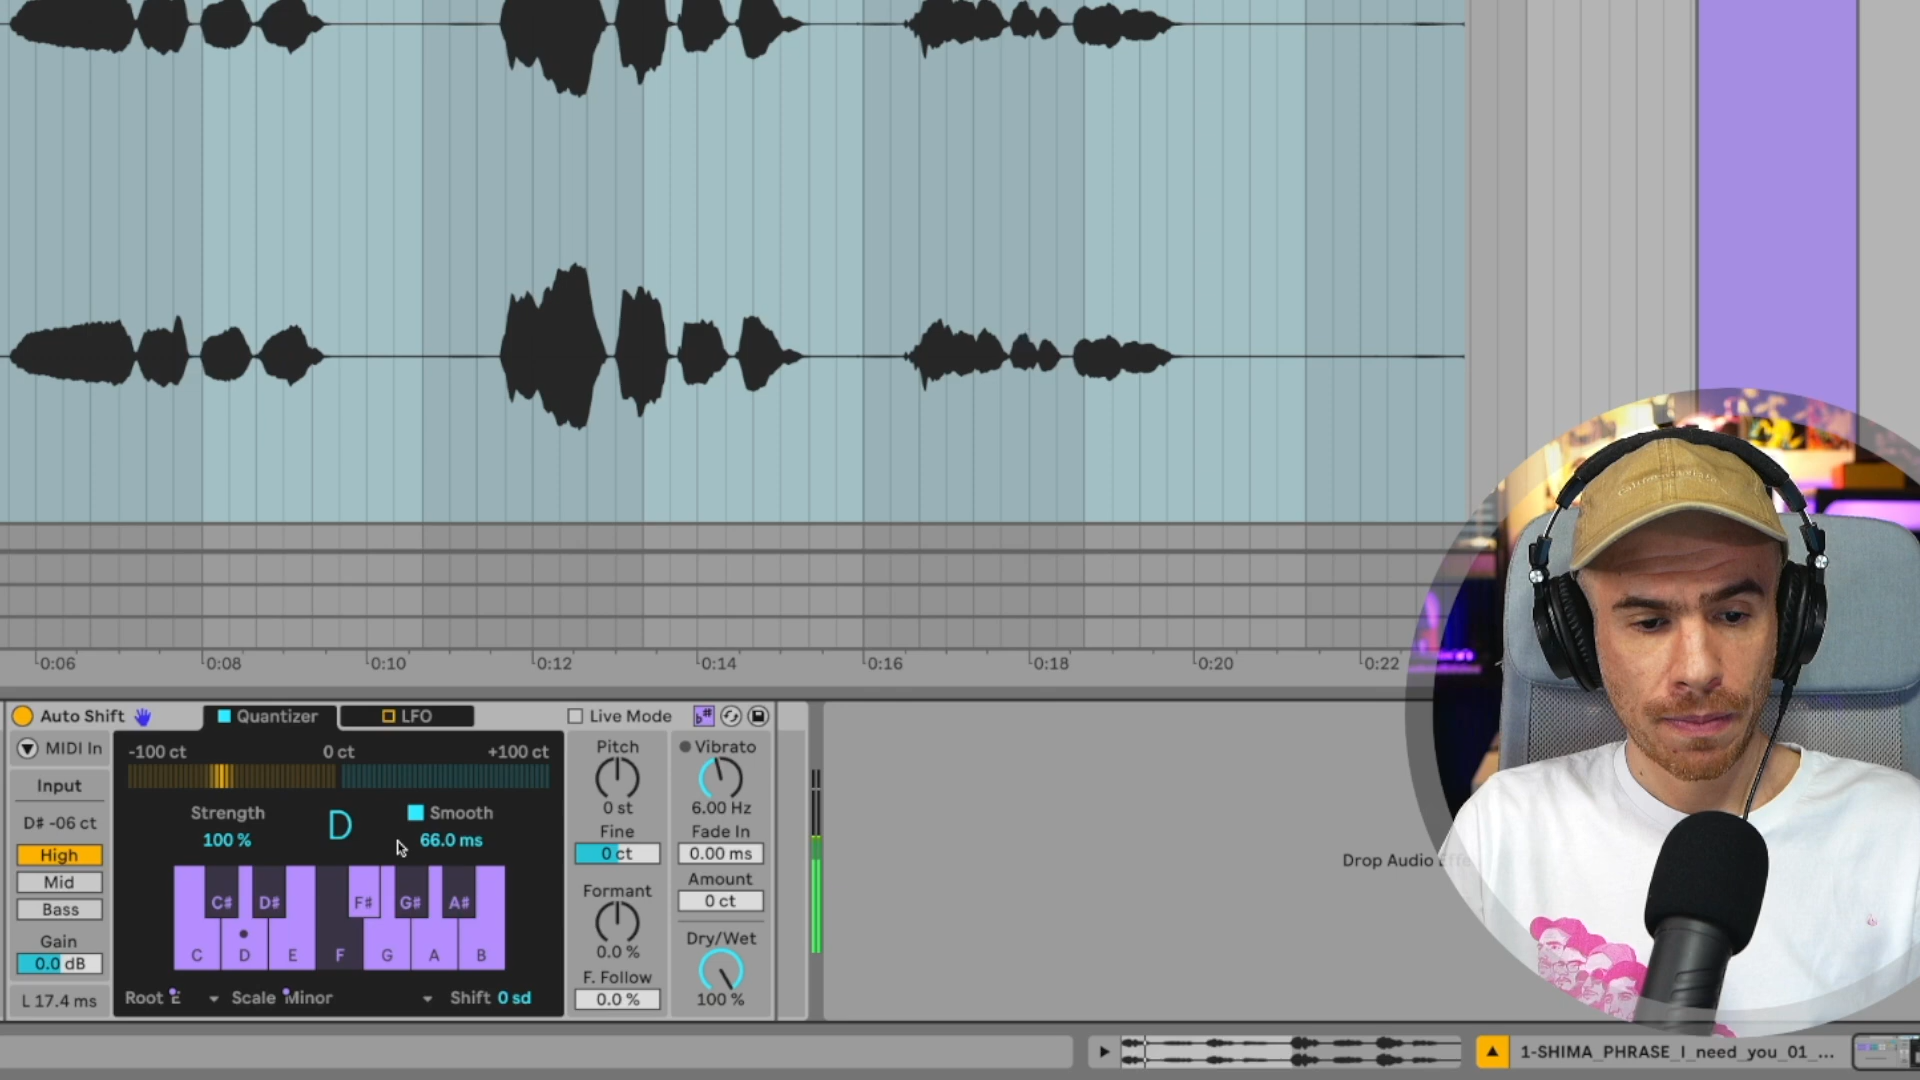 0:06
0:08
0:10
0:12
0:14
0:16
0:18
0:20
0:22
Auto Shift
Quantizer
LFO
Live Mode
b#
MIDI In
-100 ct
0 ct
+100 ct
Pitch
Vibrato
Input
0 st
6.00 Hz
D# -06 ct
Strength
D
Smooth
Fine
Fade In
100 %
66.0 ms
0 ct
0.00 ms
High
Mid
Bass
Formant
Amount
0 ct
C#
D#
F#
G#
A#
Gain
0.0 dB
C
D
E
F
G
A
B
0.0 %
Dry/Wet
F. Follow
0.0 %
100 %
L 17.4 ms
Root E
Scale Minor
Shift 0 sd
Drop Audio Effe
1-SHIMA_PHRASE_I_need_you_01_...